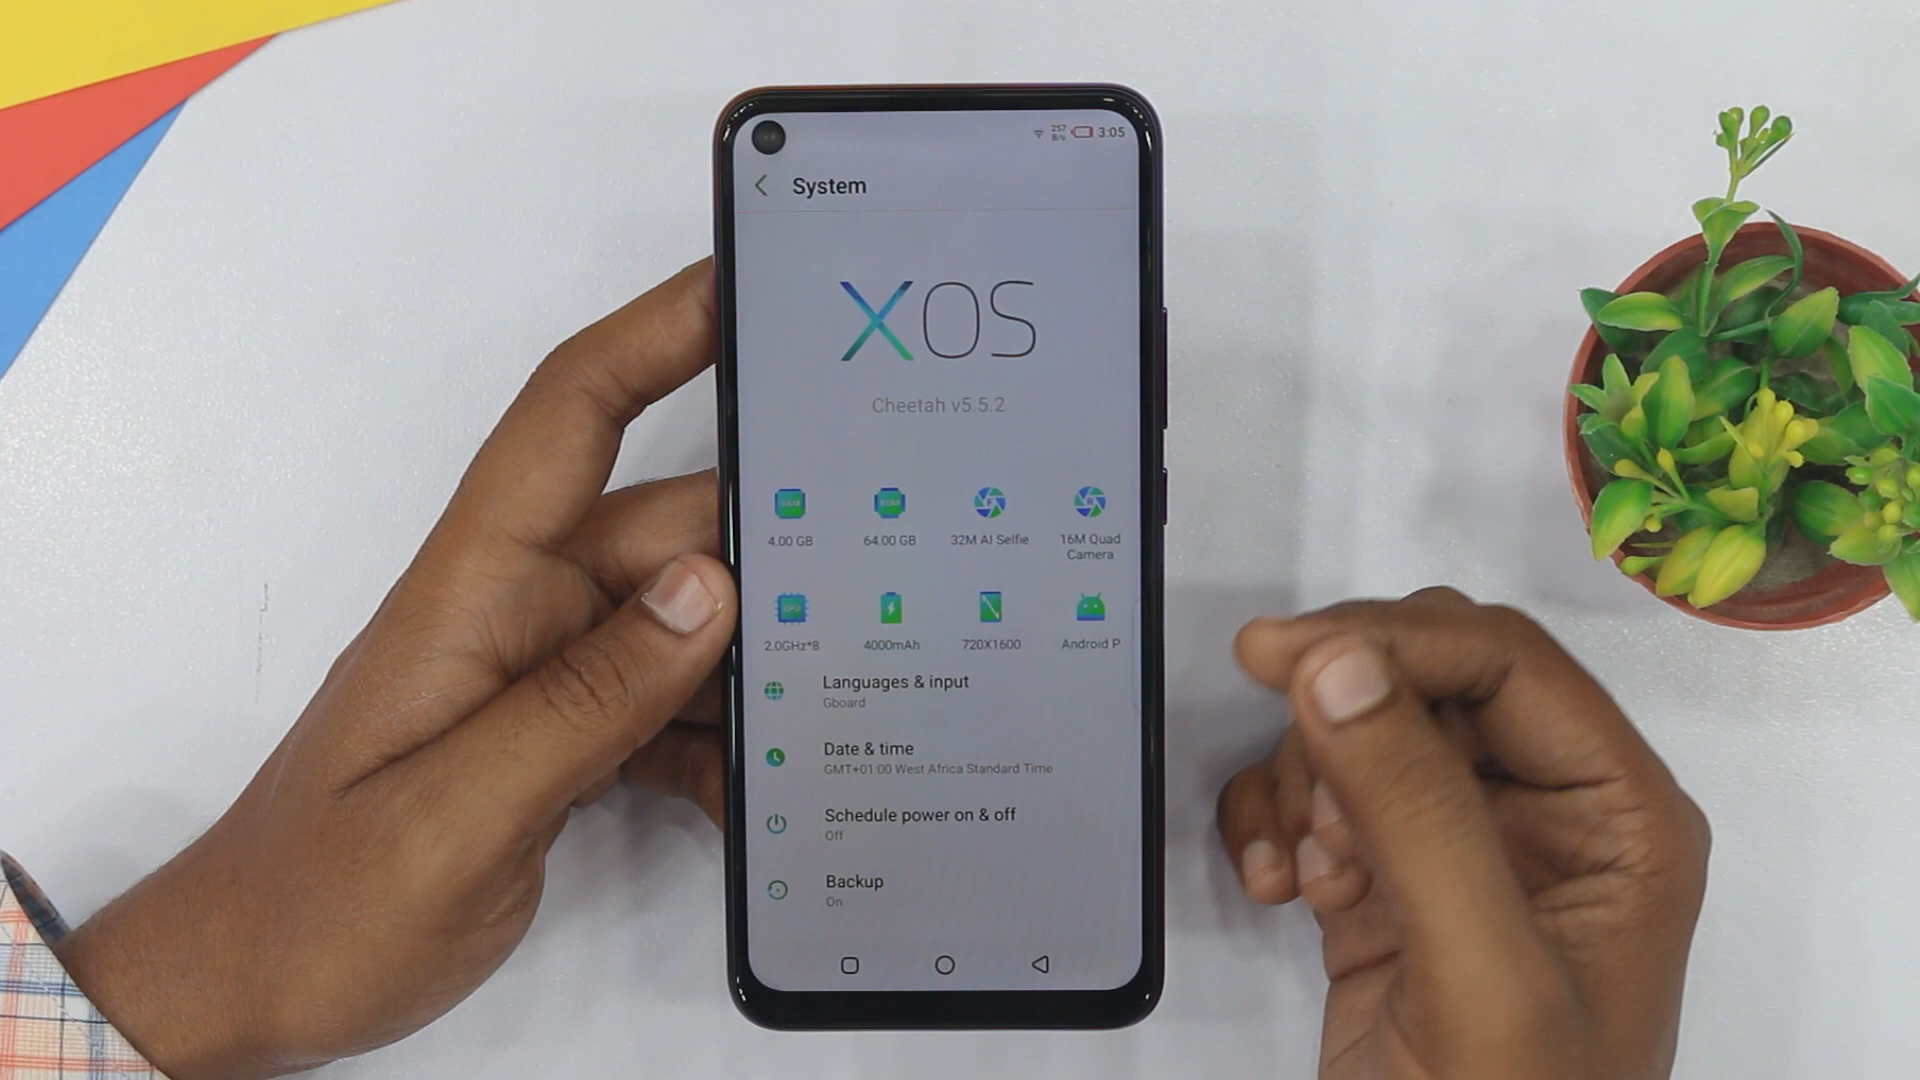 257
B/s
3:05
System
XOS
Cheetah v5.5.2
4.00 GB
64.00 GB
32M AI Selfie
16M Quad
Camera
CPU
2.0GHz*8
4000mAh
720X1600
Android P
Languages & input
Gboard
Date & time
GMT+01:00 West Africa Standard Time
Schedule power on & off
Off
Backup
On